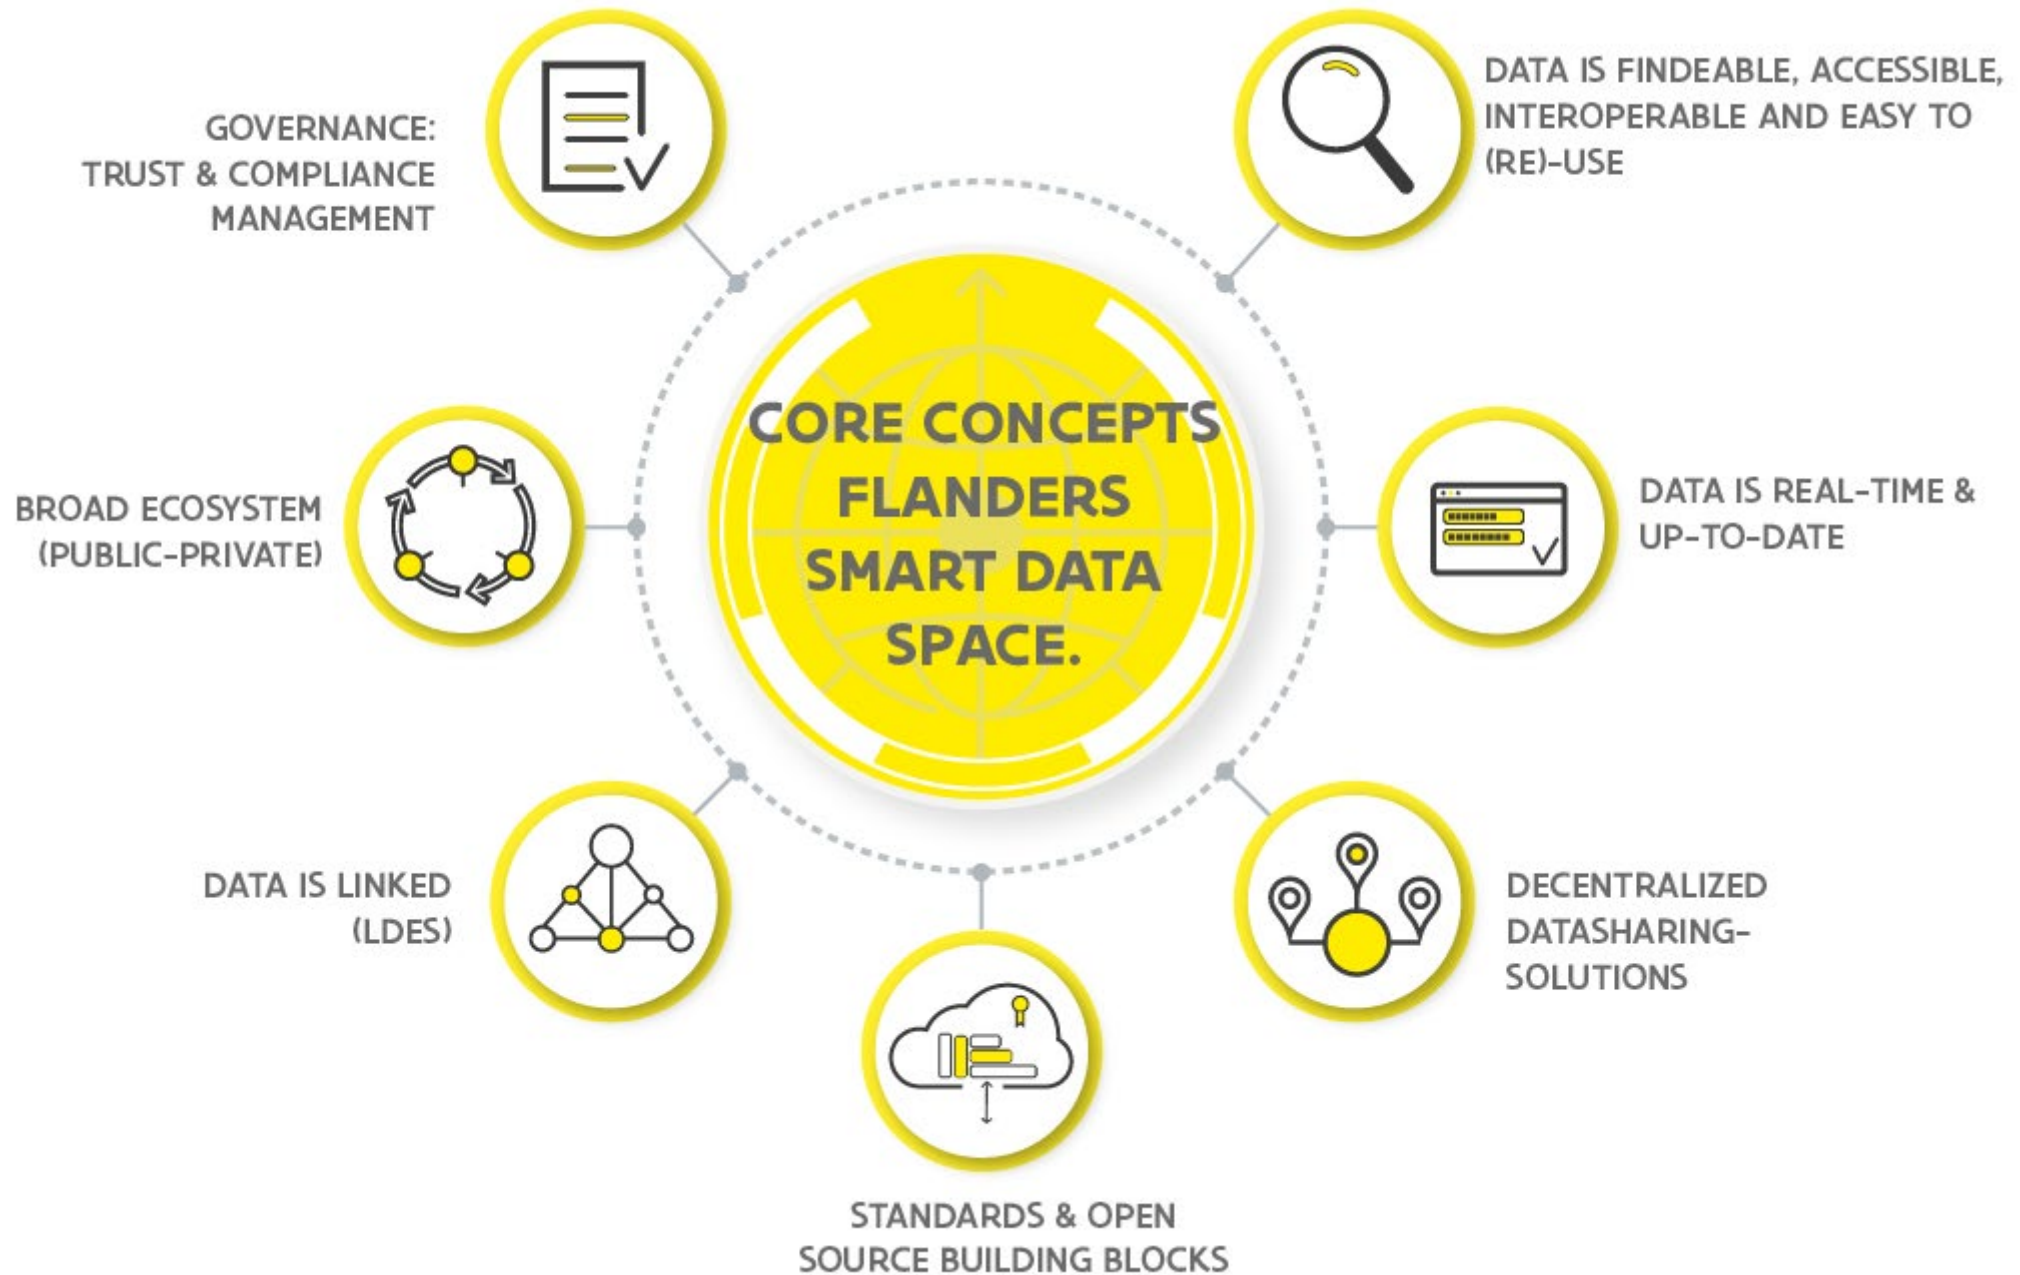 GOVERNANCE:
TRUST & COMPLIANCE
MANAGEMENT
DATA IS FINDEABLE, ACCESSIBLE,
INTEROPERABLE AND EASY TO
(RE)-USE
CORE CONCEPTS
FLANDERS
SMART DATA
SPACE.
BROAD ECOSYSTEM
(PUBLIC-PRIVATE)
DATA IS REAL-TIME &
UP-TO-DATE
DATA IS LINKED
(LDES)
DECENTRALIZED
DATASHARING-
SOLUTIONS
STANDARDS & OPEN
SOURCE BUILDING BLOCKS